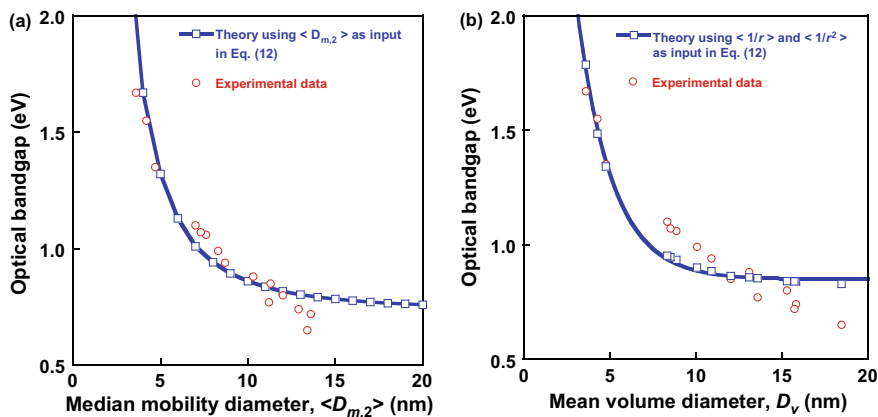 (a)
Theory using < D_m,2 > as input
in Eq. (12)
Experimental data
Optical bandgap (eV)
2.0
1.5
1.0
0.5
0 5 10 15 20
Median mobility diameter, <D_m,2> (nm)
(b)
Theory using < 1/r > and < 1/r² >
as input in Eq. (12)
Experimental data
Optical bandgap (eV)
2.0
1.5
1.0
0.5
0 5 10 15 20
Mean volume diameter, D_v (nm)